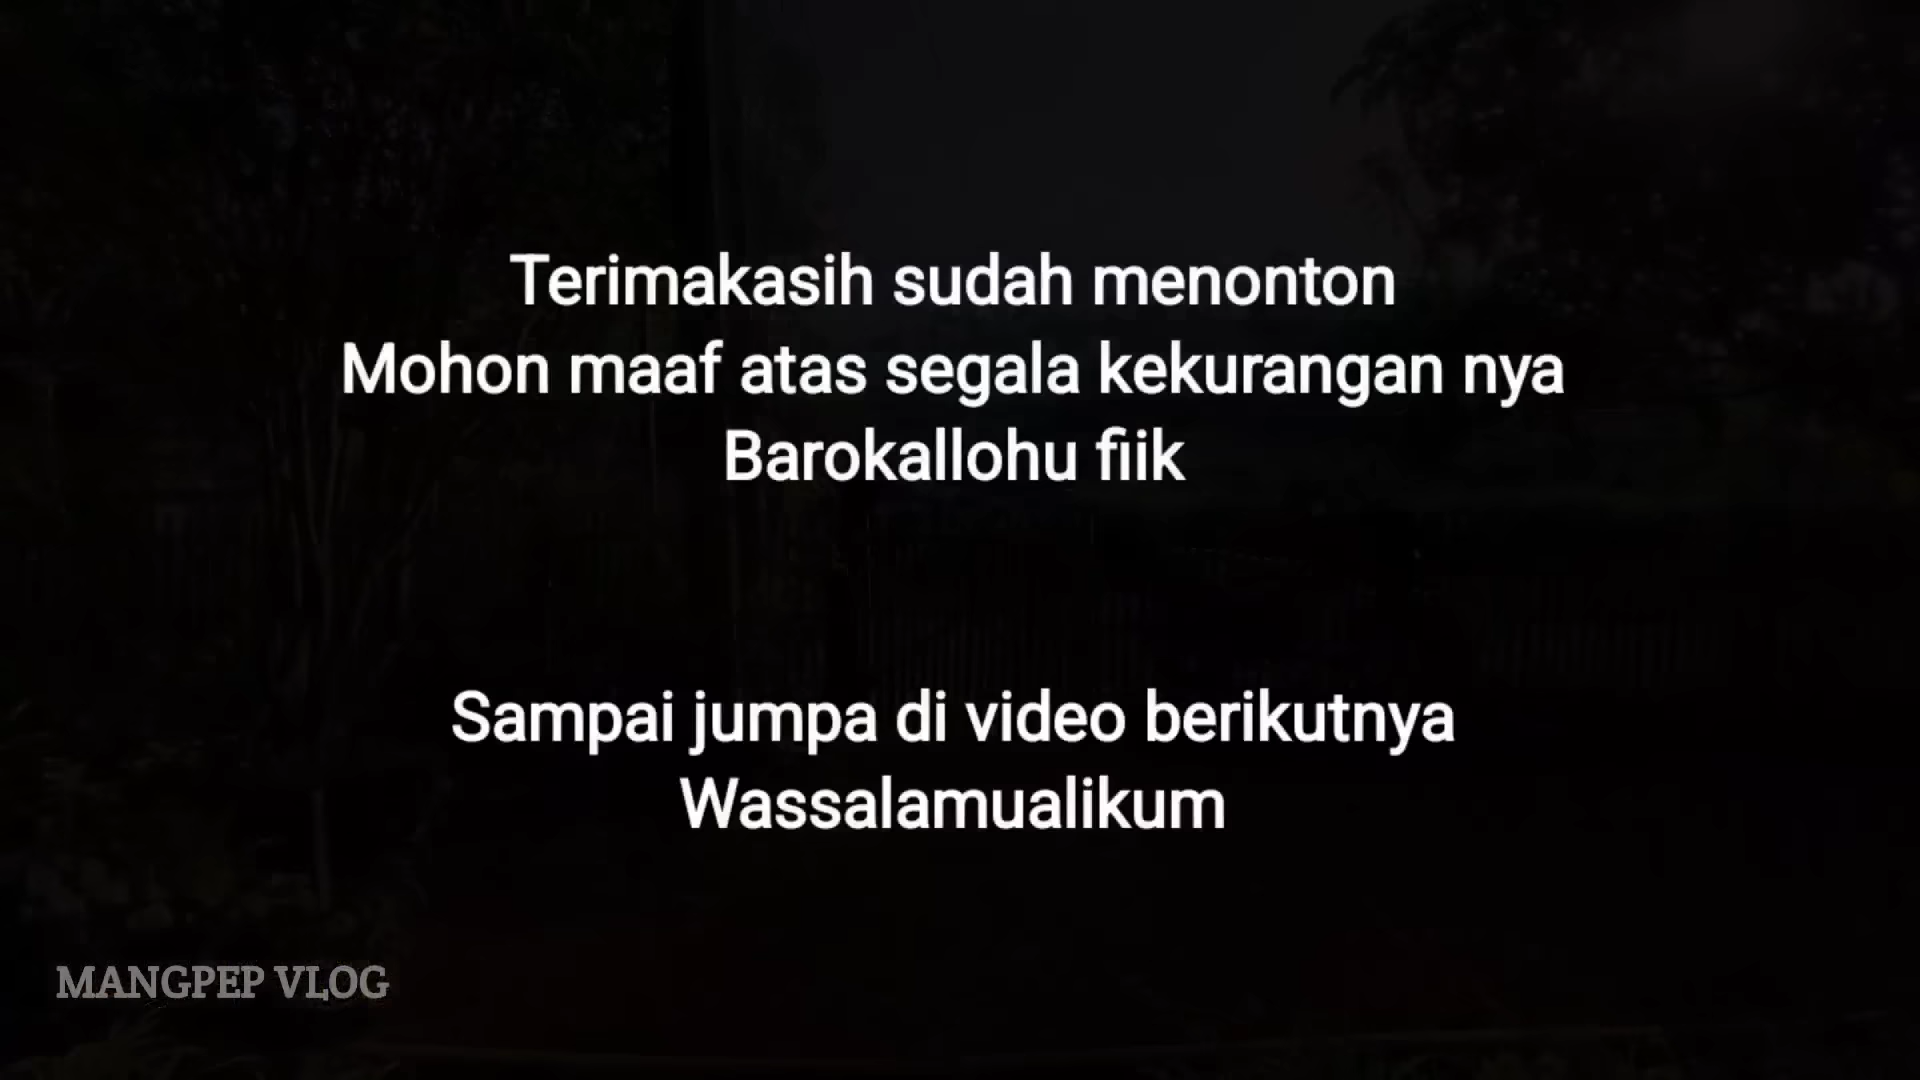 Terimakasih sudah menonton
Mohon maaf atas segala kekurangan nya
Barokallohu fiik
Sampai jumpa di video berikutnya
Wassalamualikum
MANGPEP VLOG